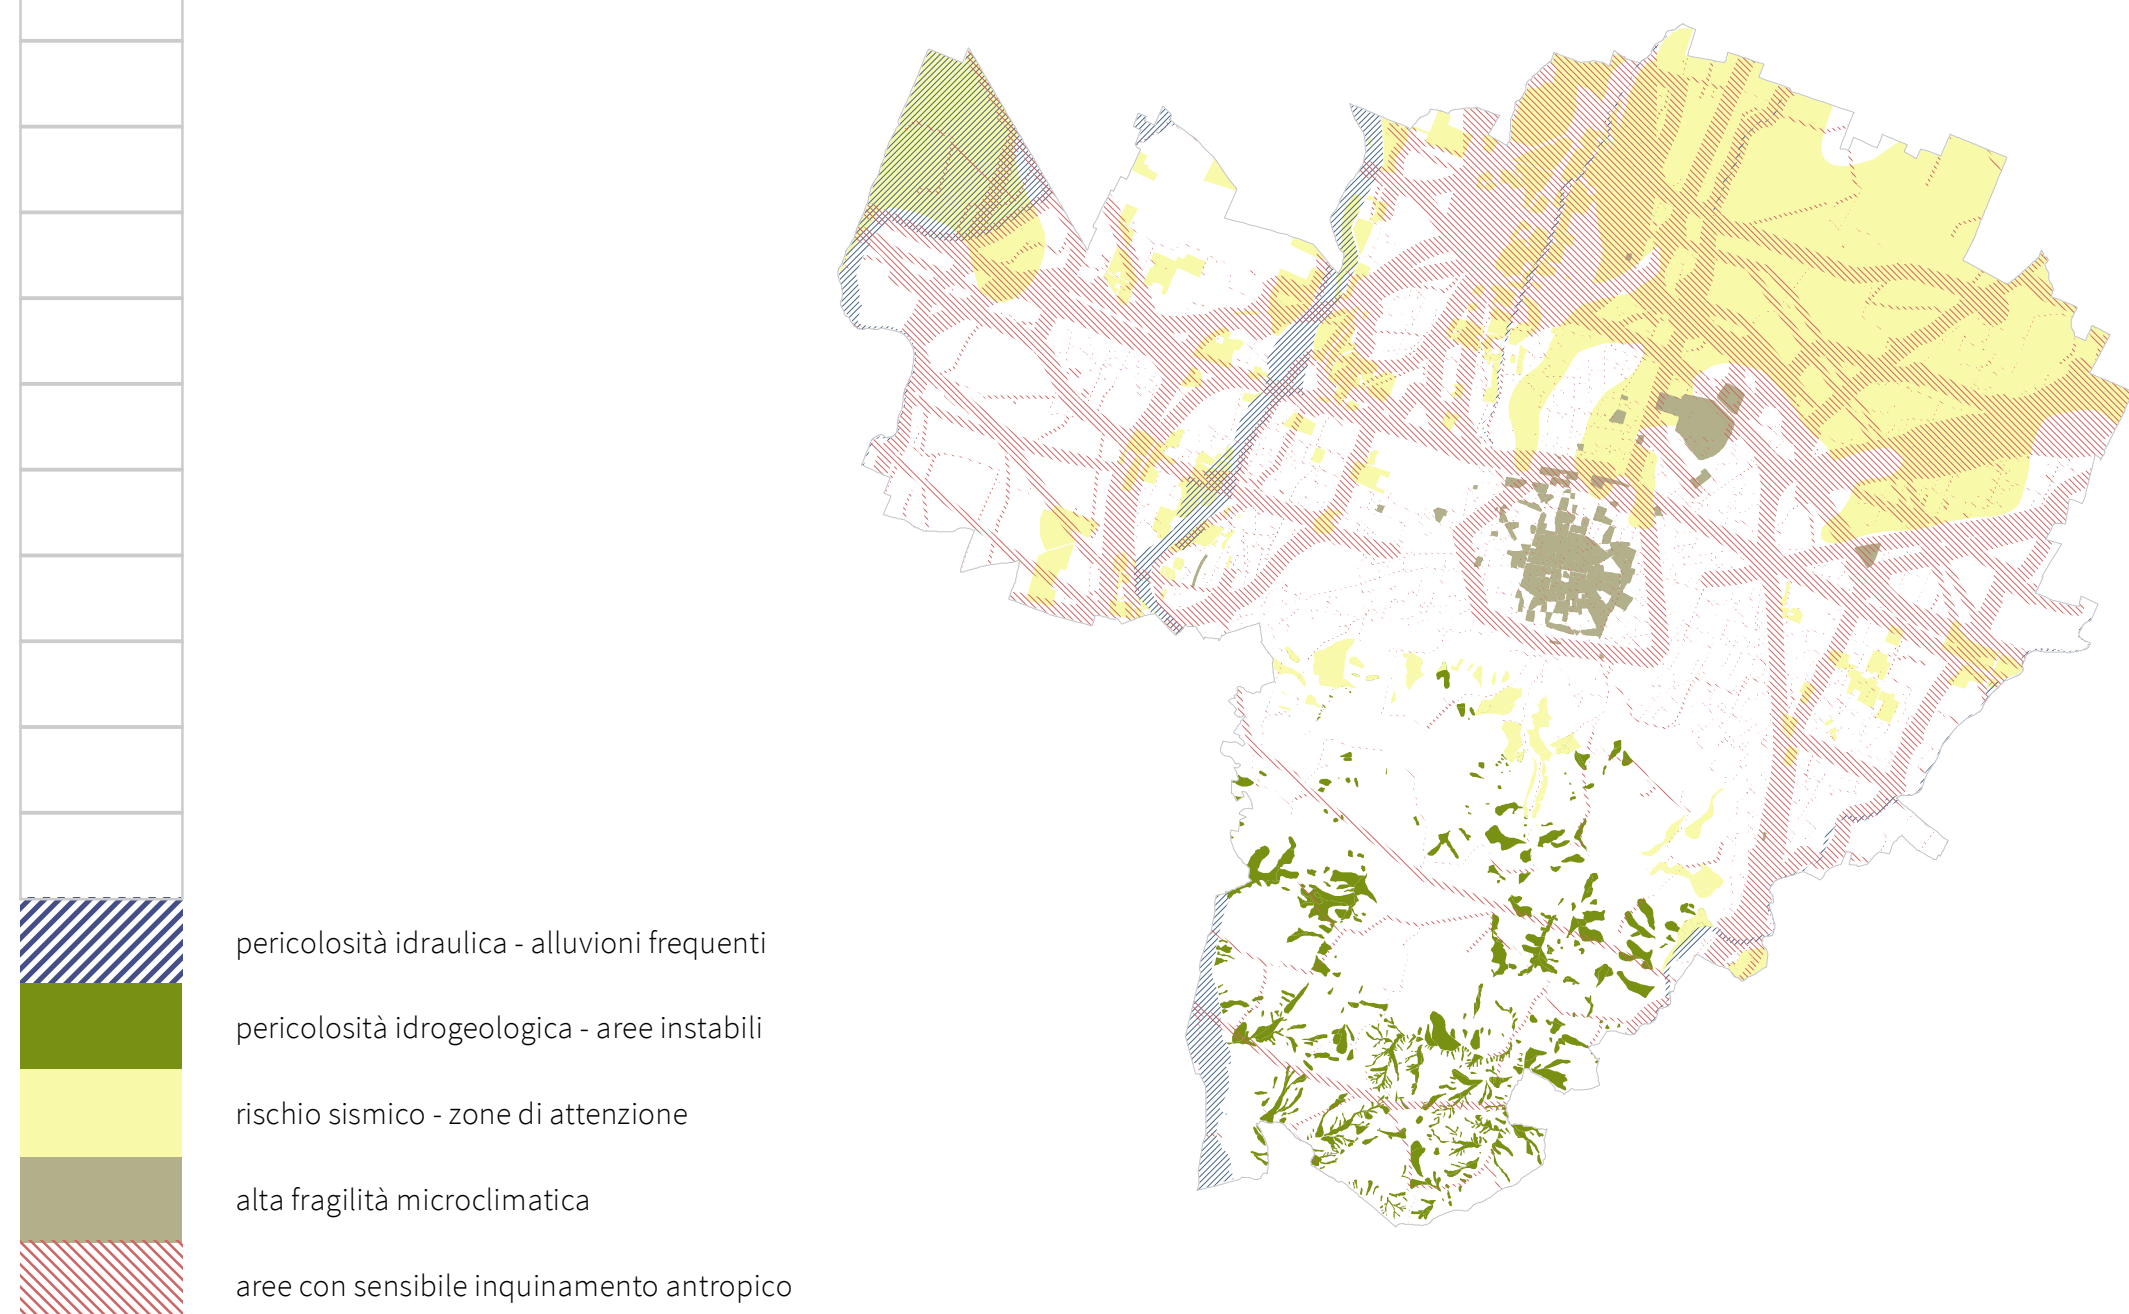 pericolosità idraulica - alluvioni frequenti
pericolosità idrogeologica - aree instabili
rischio sismico - zone di attenzione
alta fragilità microclimatica
aree con sensibile inquinamento antropico